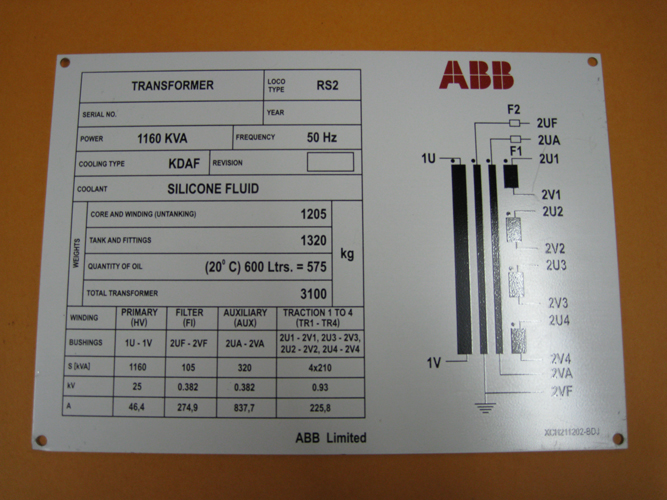 ABB
TRANSFORMER LOCO TYPE RS2
SERIAL NO. YEAR
POWER 1160 KVA FREQUENCY 50 Hz
COOLING TYPE KDAF REVISION
COOLANT SILICONE FLUID
WEIGHTS
CORE AND WINDING (UNTANKING) 1205
TANK AND FITTINGS 1320
kg
QUANTITY OF OIL (20° C) 600 Ltrs. = 575
TOTAL TRANSFORMER 3100
WINDING PRIMARY (HV) FILTER (FI) AUXILIARY (AUX) TRACTION 1 TO 4 (TR1 - TR4)
BUSHINGS 1U - 1V 2UF - 2VF 2UA - 2VA 2U1 - 2V1, 2U3 - 2V3, 2U2 - 2V2, 2U4 - 2V4
S [kVA] 1160 105 320 4x210
kV 25 0.382 0.382 0.93
A 46,4 274,9 837,7 225,8
F2
2UF
2UA
F1
1U
2U1
2V1
2U2
2V2
2U3
2V3
2U4
1V
2V4
2VA
2VF
ABB Limited
XCH211202-BDJ